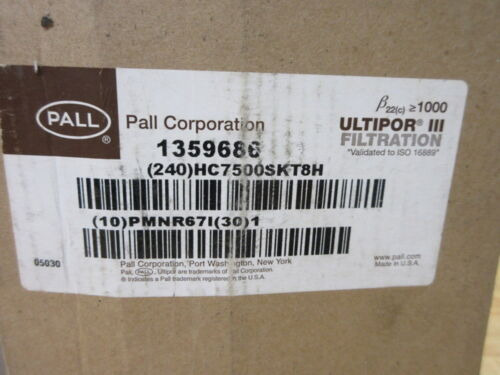 PALL
®
Pall Corporation
β22(c) ≥1000
ULTIPOR® III
FILTRATION
"Validated to ISO 16889"
(240)HC7500SKT8H
(10)PMNR67I(30)1
05030
Pall Corporation, Port Washington, New York
Pall, PALL, Ultipor are trademarks of Pall Corporation.
® Indicates a Pall trademark registered in the U.S.A.
www.pall.com
Made in U.S.A.